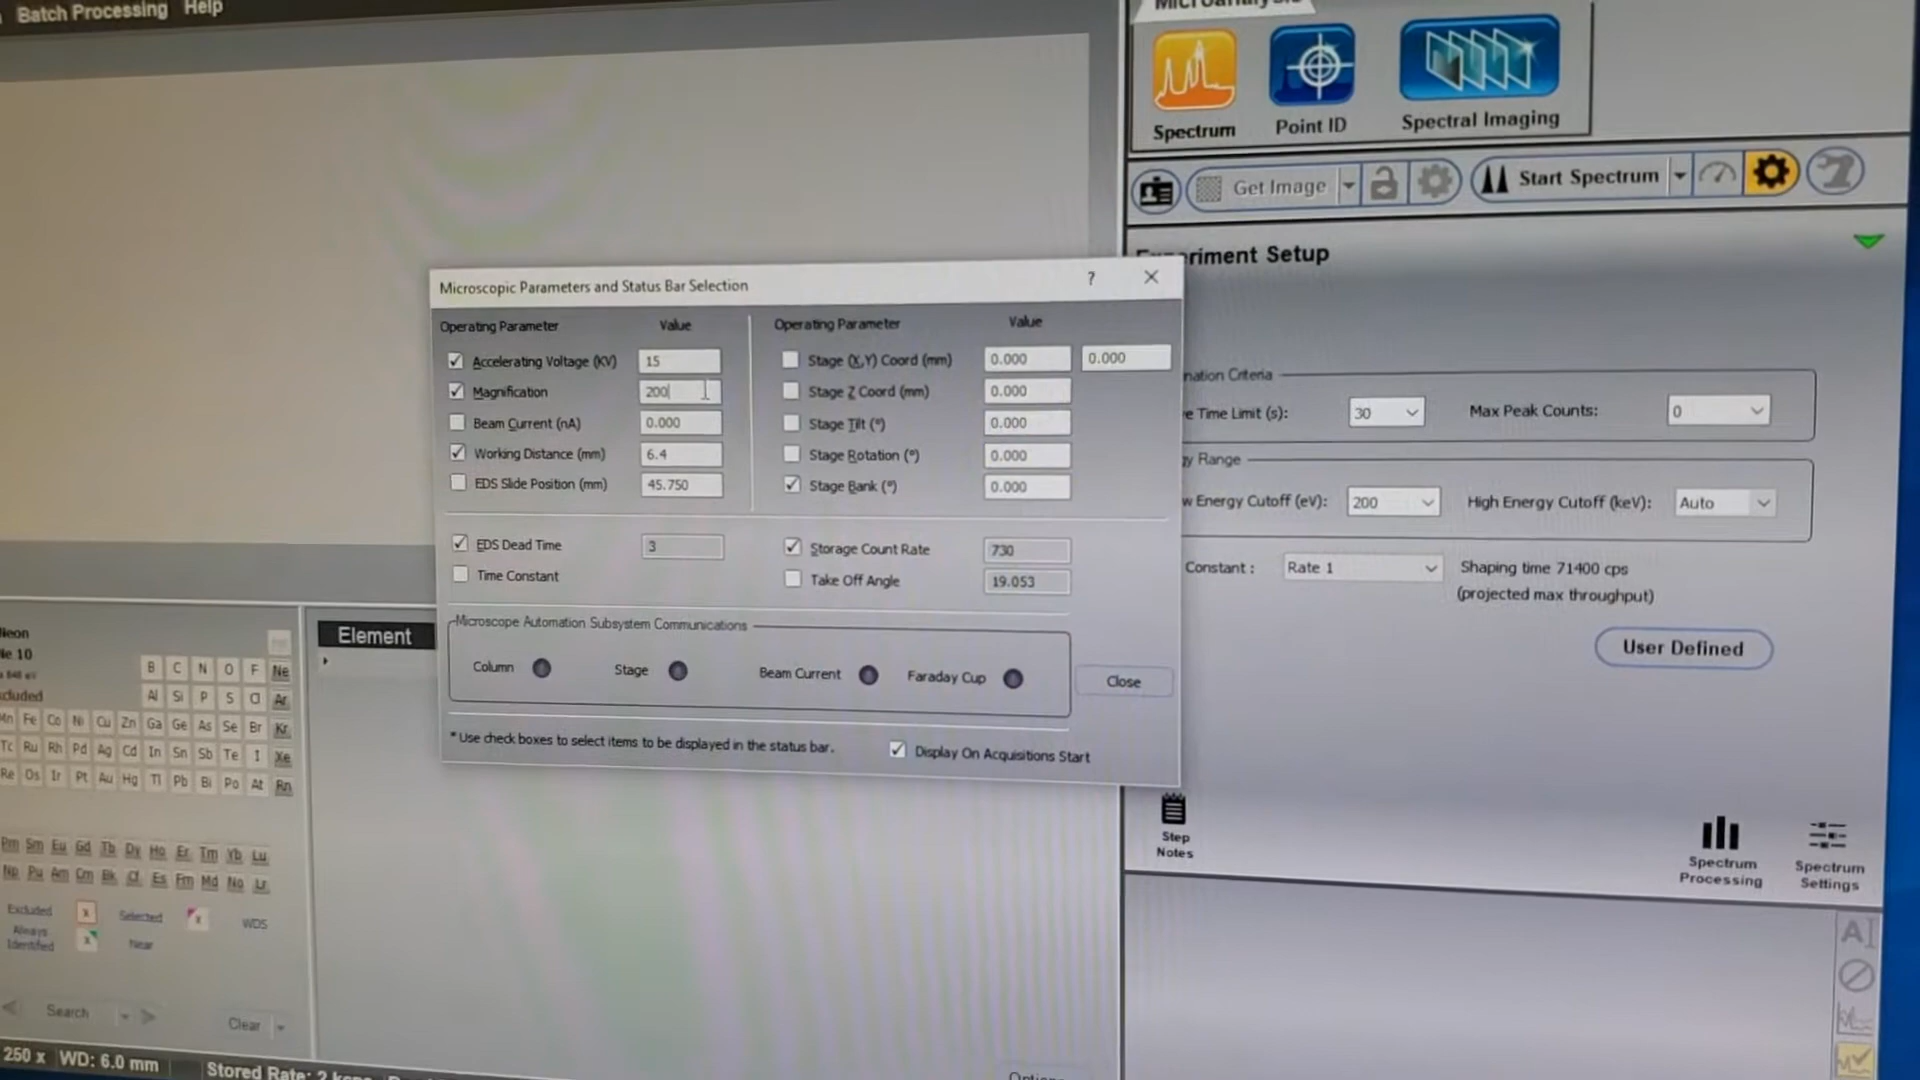 Batch Processing Help
Spectrum
Point ID
Spectral Imaging
Get Image
Start Spectrum
Experiment Setup
Microscopic Parameters and Status Bar Selection
?
Operating Parameter Value
Operating Parameter Value
Accelerating Voltage (KV) 15
Magnification 200
Beam Current (nA) 0.000
Working Distance (mm) 6.4
EDS Slide Position (mm) 45.750
Stage (X,Y) Coord (mm) 0.000 0.000
Stage Z Coord (mm) 0.000
Stage Tilt (°) 0.000
Stage Rotation (°) 0.000
Stage Bank (°) 0.000
EDS Dead Time 3
Time Constant
Storage Count Rate 730
Take Off Angle 19.053
Microscope Automation Subsystem Communications
Column Stage Beam Current Faraday Cup
Close
*Use check boxes to select items to be displayed in the status bar.
Display On Acquisitions Start
nation Criteria
e Time Limit (s): 30 Max Peak Counts: 0
gy Range
w Energy Cutoff (eV): 200 High Energy Cutoff (keV): Auto
Constant : Rate 1 Shaping time 71400 cps
(projected max throughput)
User Defined
Step
Notes
Spectrum
Processing
Spectrum
Settings
Element
Neon
Ne 10
B C N O F Ne
Al Si P S Cl Ar
Mn Fe Co Ni Cu Zn Ga Ge As Se Br Kr
Tc Ru Rh Pd Ag Cd In Sn Sb Te I Xe
Re Os Ir Pt Au Hg Tl Pb Bi Po At Rn
Pm Sm Eu Gd Tb Dy Ho Er Tm Yb Lu
Np Pu Am Cm Bk Cf Es Fm Md No Lr
Excluded x Selected x WDS
Always
Identified x Near
Search
Clear
250 x WD: 6.0 mm
Stored Rate: 2